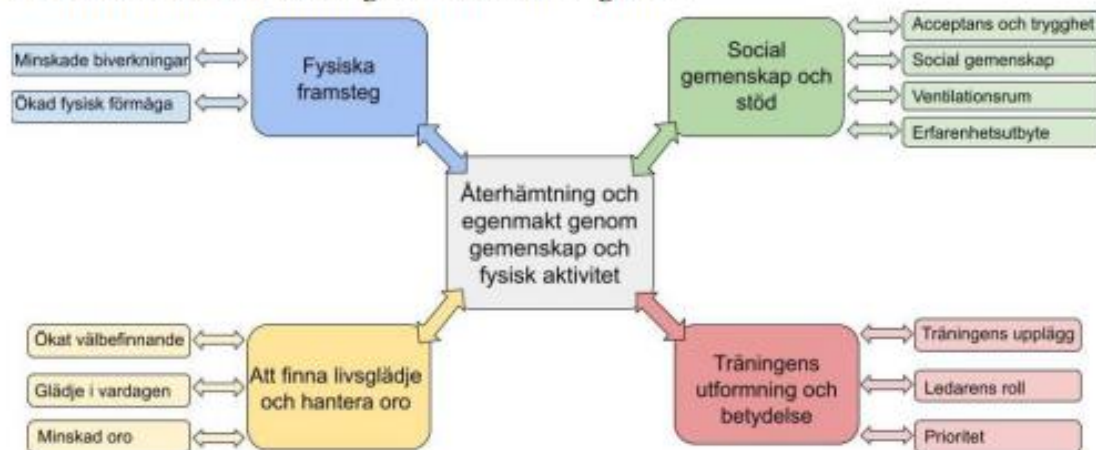 Minskade biverkningar
Ökad fysisk förmåga
Fysiska
framsteg
Social
gemenskap och
stöd
Acceptans och trygghet
Social gemenskap
Ventilationsrum
Erfarenhetsutbyte
Återhämtning och
egenmakt genom
gemenskap och
fysisk aktivitet
Ökat välbefinnande
Glädje i vardagen
Minskad oro
Att finna livsglädje
och hantera oro
Träningens
utformning och
betydelse
Träningens upplägg
Ledarens roll
Prioritet